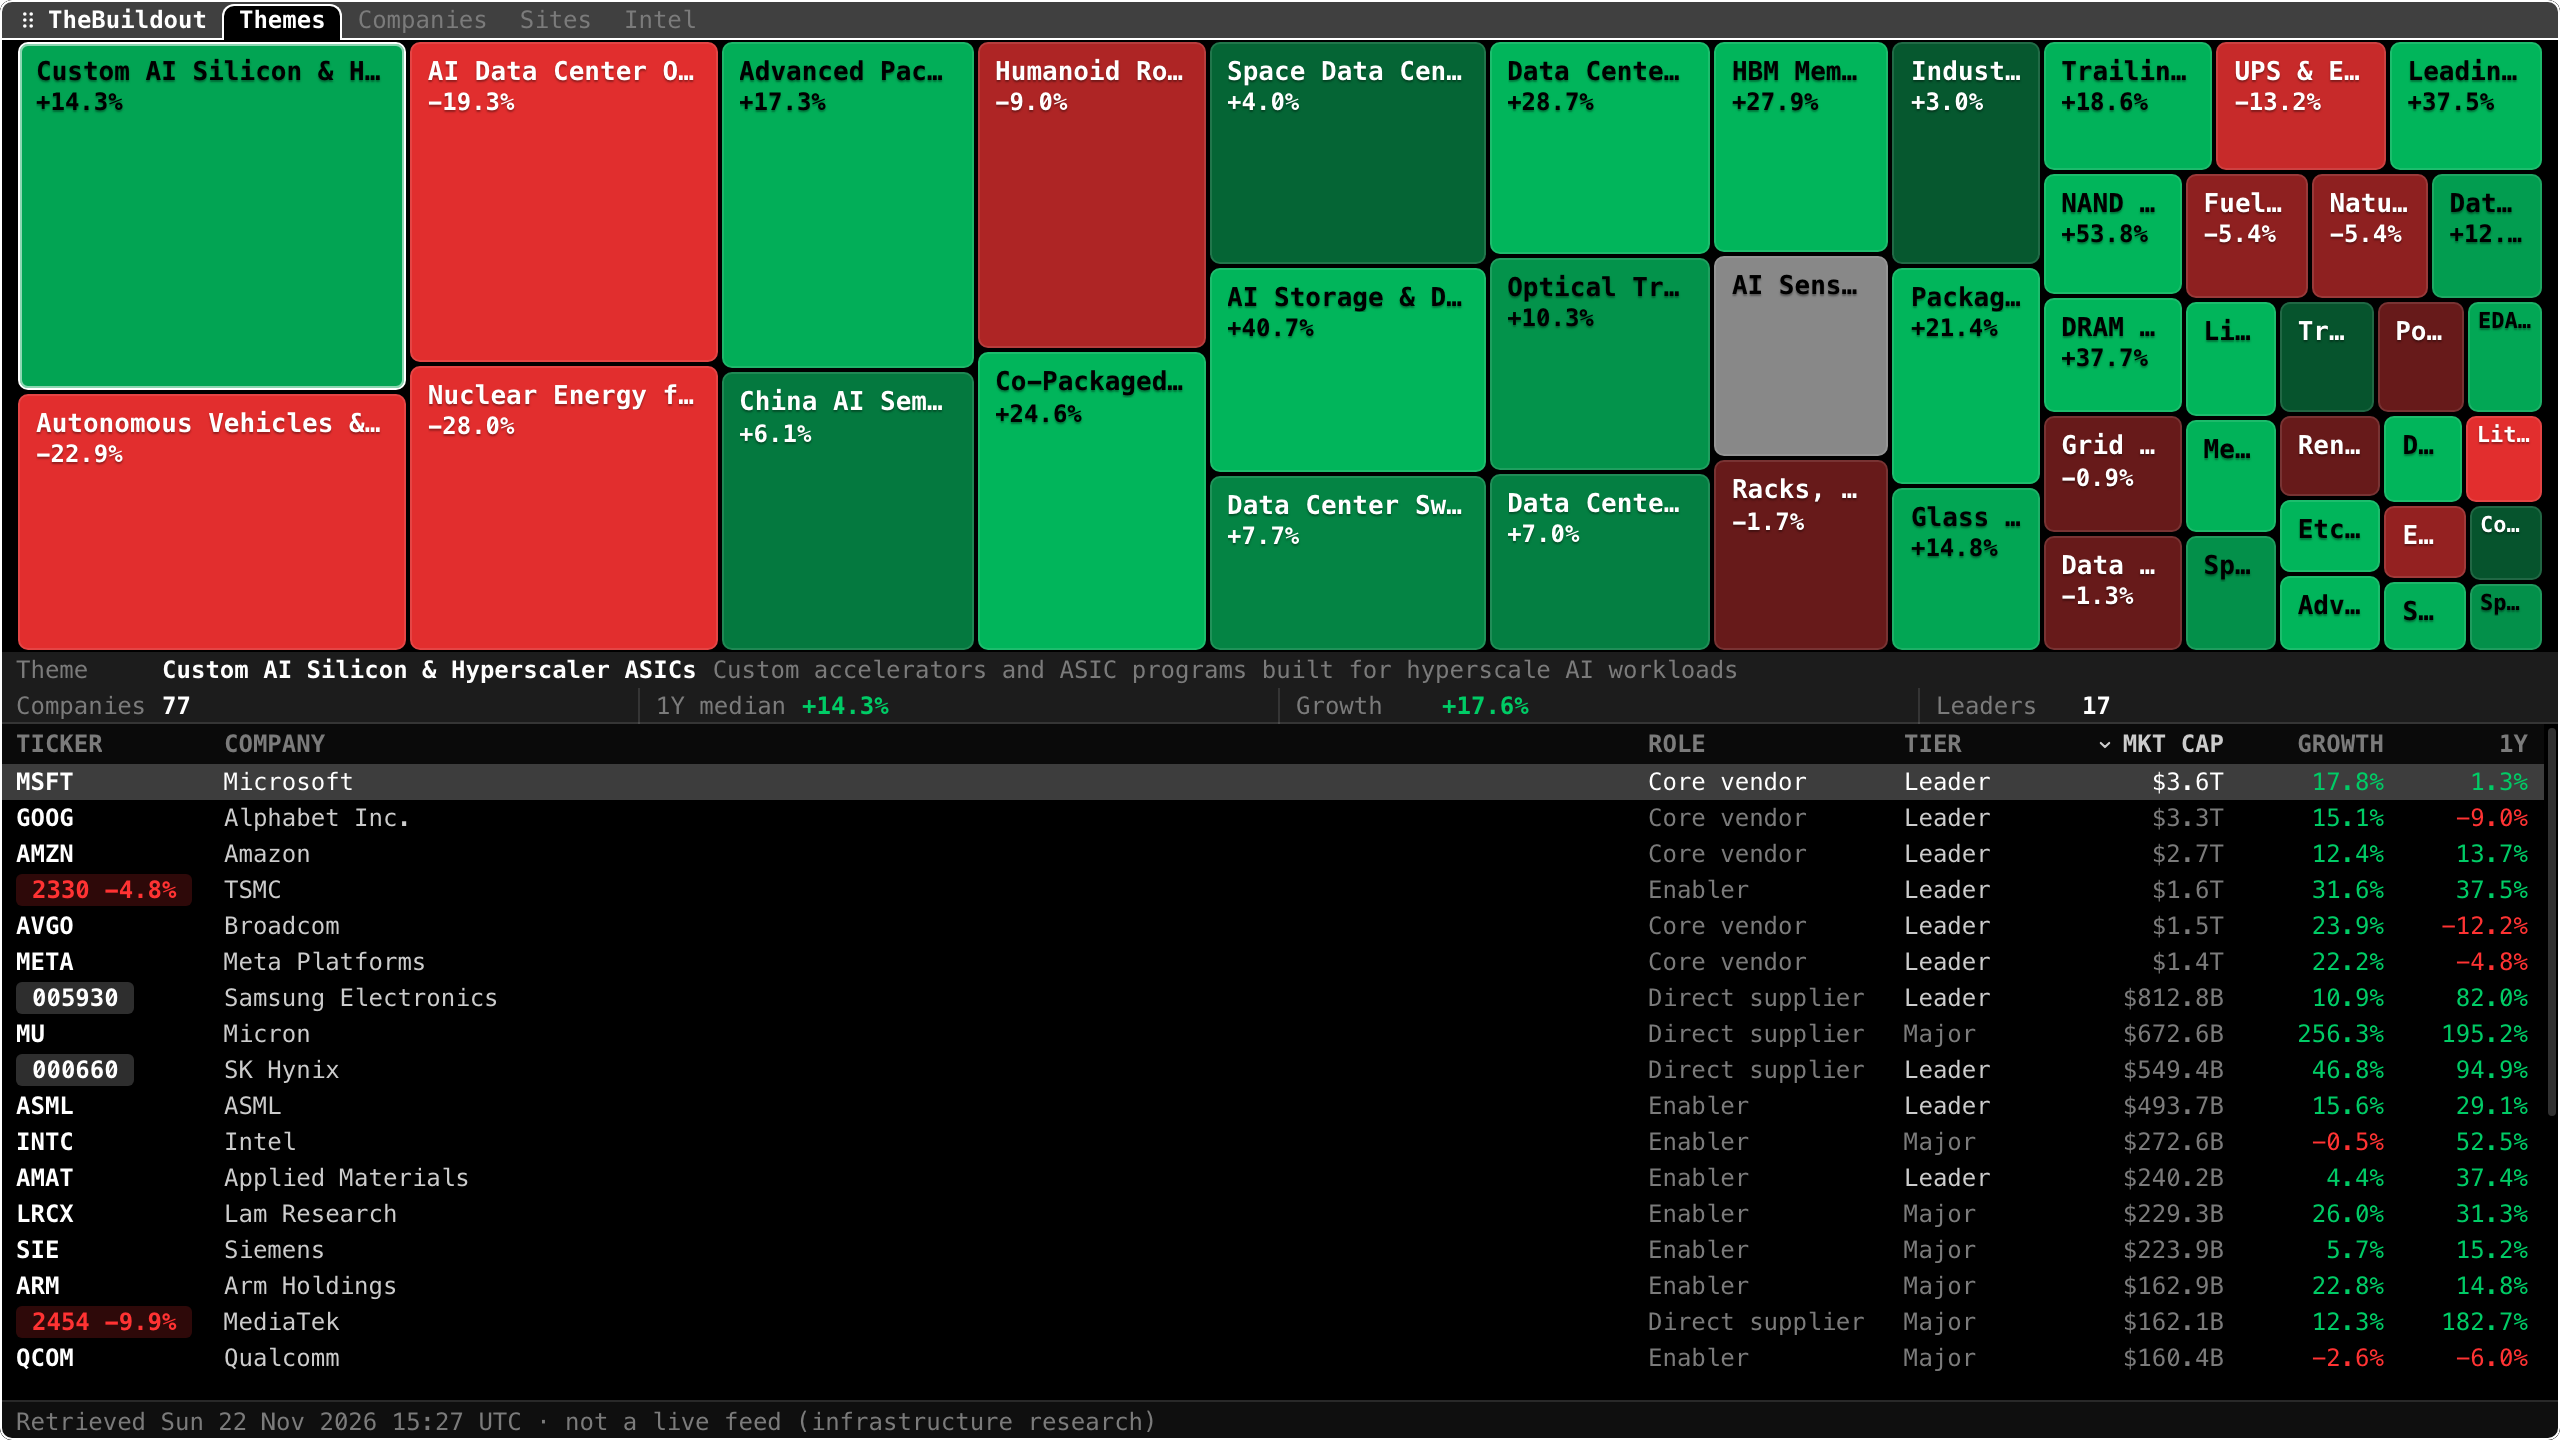 TheBuildout Themes Companies Sites Intel
Custom AI Silicon & H…
+14.3%
AI Data Center O…
−19.3%
Advanced Pac…
+17.3%
Humanoid Ro…
−9.0%
Space Data Cen…
+4.0%
Data Cente…
+28.7%
HBM Mem…
+27.9%
Indust…
+3.0%
Trailin…
+18.6%
UPS & E…
−13.2%
Leadin…
+37.5%
NAND …
+53.8%
Fuel…
−5.4%
Natu…
−5.4%
Dat…
+12.…
AI Storage & D…
+40.7%
Optical Tr…
+10.3%
AI Sens…
Packag…
+21.4%
DRAM …
+37.7%
Li…
Tr…
Po…
EDA…
Autonomous Vehicles &…
−22.9%
Nuclear Energy f…
−28.0%
China AI Sem…
+6.1%
Co-Packaged…
+24.6%
Data Center Sw…
+7.7%
Data Cente…
+7.0%
Racks, …
−1.7%
Glass …
+14.8%
Grid …
−0.9%
Me…
Ren…
D…
Lit…
Data …
−1.3%
Sp…
Etc…
E…
Co…
Adv…
S…
Sp…
Theme Custom AI Silicon & Hyperscaler ASICs Custom accelerators and ASIC programs built for hyperscale AI workloads
Companies 77 1Y median +14.3% Growth +17.6% Leaders 17
TICKER COMPANY ROLE TIER MKT CAP GROWTH 1Y
MSFT Microsoft Core vendor Leader $3.6T 17.8% 1.3%
GOOG Alphabet Inc. Core vendor Leader $3.3T 15.1% −9.0%
AMZN Amazon Core vendor Leader $2.7T 12.4% 13.7%
2330 −4.8% TSMC Enabler Leader $1.6T 31.6% 37.5%
AVGO Broadcom Core vendor Leader $1.5T 23.9% −12.2%
META Meta Platforms Core vendor Leader $1.4T 22.2% −4.8%
005930 Samsung Electronics Direct supplier Leader $812.8B 10.9% 82.0%
MU Micron Direct supplier Major $672.6B 256.3% 195.2%
000660 SK Hynix Direct supplier Leader $549.4B 46.8% 94.9%
ASML ASML Enabler Leader $493.7B 15.6% 29.1%
INTC Intel Enabler Major $272.6B −0.5% 52.5%
AMAT Applied Materials Enabler Leader $240.2B 4.4% 37.4%
LRCX Lam Research Enabler Major $229.3B 26.0% 31.3%
SIE Siemens Enabler Major $223.9B 5.7% 15.2%
ARM Arm Holdings Enabler Major $162.9B 22.8% 14.8%
2454 −9.9% MediaTek Direct supplier Major $162.1B 12.3% 182.7%
QCOM Qualcomm Enabler Major $160.4B −2.6% −6.0%
Retrieved Sun 22 Nov 2026 15:27 UTC · not a live feed (infrastructure research)